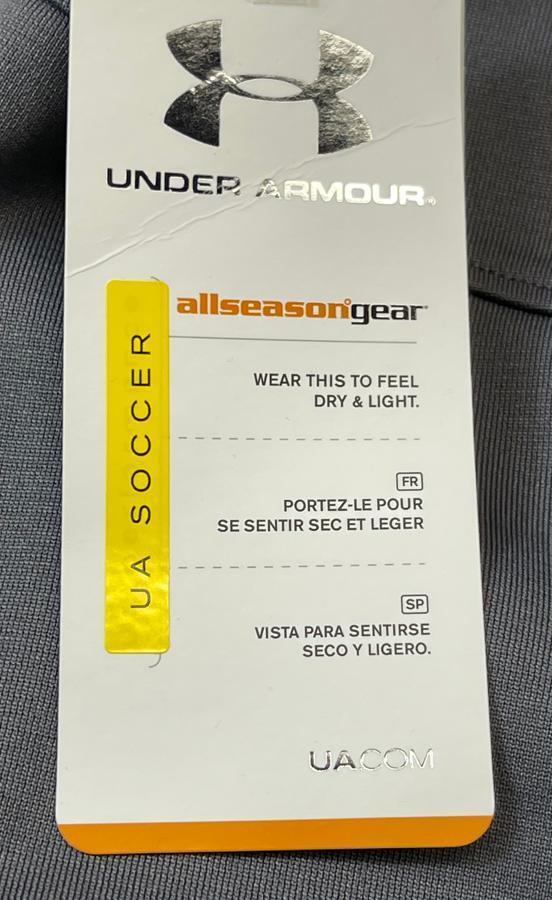 UNDER ARMOUR®
allseasongear
UA SOCCER
WEAR THIS TO FEEL
DRY & LIGHT.
FR
PORTEZ-LE POUR
SE SENTIR SEC ET LEGER
SP
VISTA PARA SENTIRSE
SECO Y LIGERO.
UA.COM